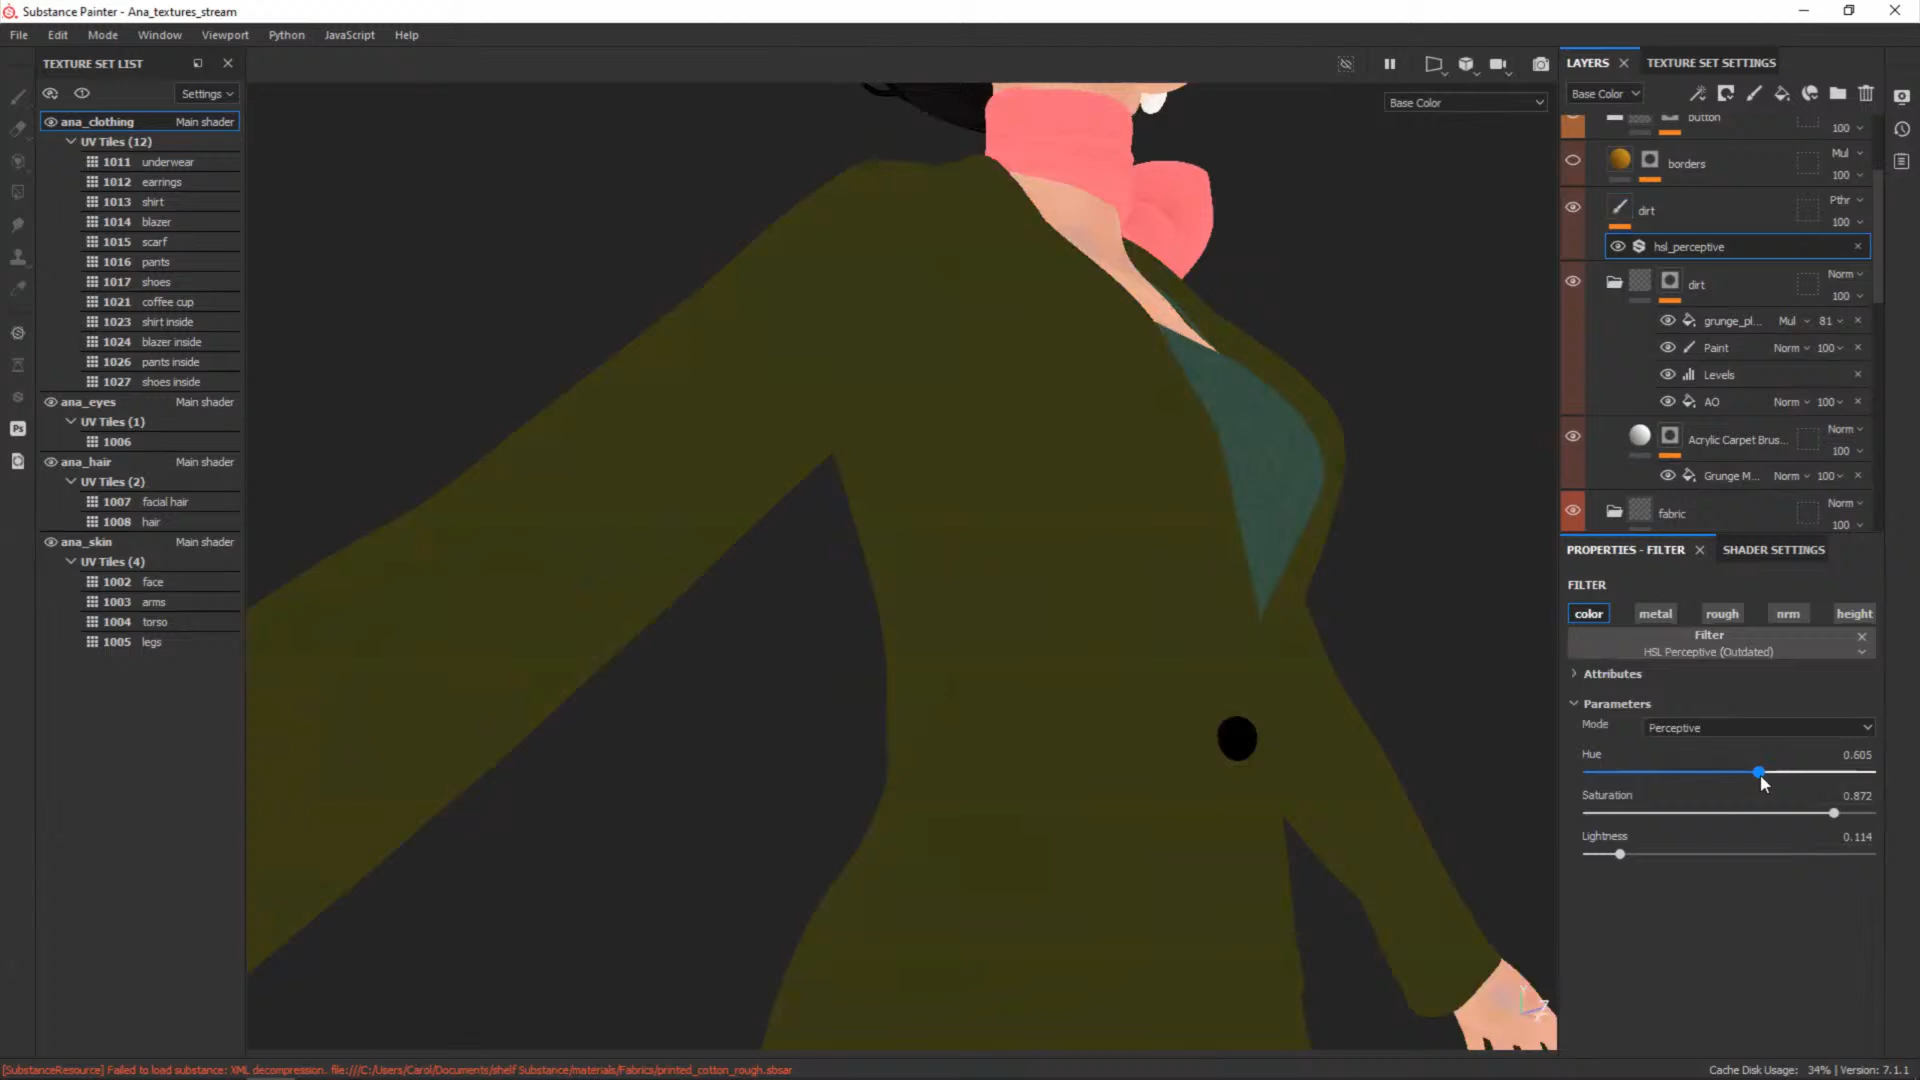 Substance Painter - Ana_textures_stream
File Edit Mode Window Viewport Python JavaScript Help
TEXTURE SET LIST
Settings
ana_clothing Main shader
UV Tiles (12)
1011 underwear
1012 earrings
1013 shirt
1014 blazer
1015 scarf
1016 pants
1017 shoes
1021 coffee cup
1023 shirt inside
1024 blazer inside
1026 pants inside
1027 shoes inside
ana_eyes Main shader
UV Tiles (1)
1006
ana_hair Main shader
UV Tiles (2)
1007 facial hair
1008 hair
ana_skin Main shader
UV Tiles (4)
1002 face
1003 arms
1004 torso
1005 legs
Ps
Base Color
LAYERS TEXTURE SET SETTINGS
Base Color
button
100
Mul
borders
100
Pthr
dirt
100
hsl_perceptive
Norm
dirt
100
grunge_pl... Mul 81
Paint Norm 100
Levels
AO Norm 100
Norm
Acrylic Carpet Brus...
100
Grunge M... Norm 100
Norm
fabric
100
PROPERTIES - FILTER SHADER SETTINGS
FILTER
color metal rough nrm height
Filter
HSL Perceptive (Outdated)
Attributes
Parameters
Mode Perceptive
Hue 0.605
Saturation 0.872
Lightness 0.114
[SubstanceResource] Failed to load substance: XML decompression. file:///C:/Users/Carol/Documents/shelf Substance/materials/Fabrics/printed_cotton_rough.sbsar
Cache Disk Usage: 34% | Version: 7.1.1